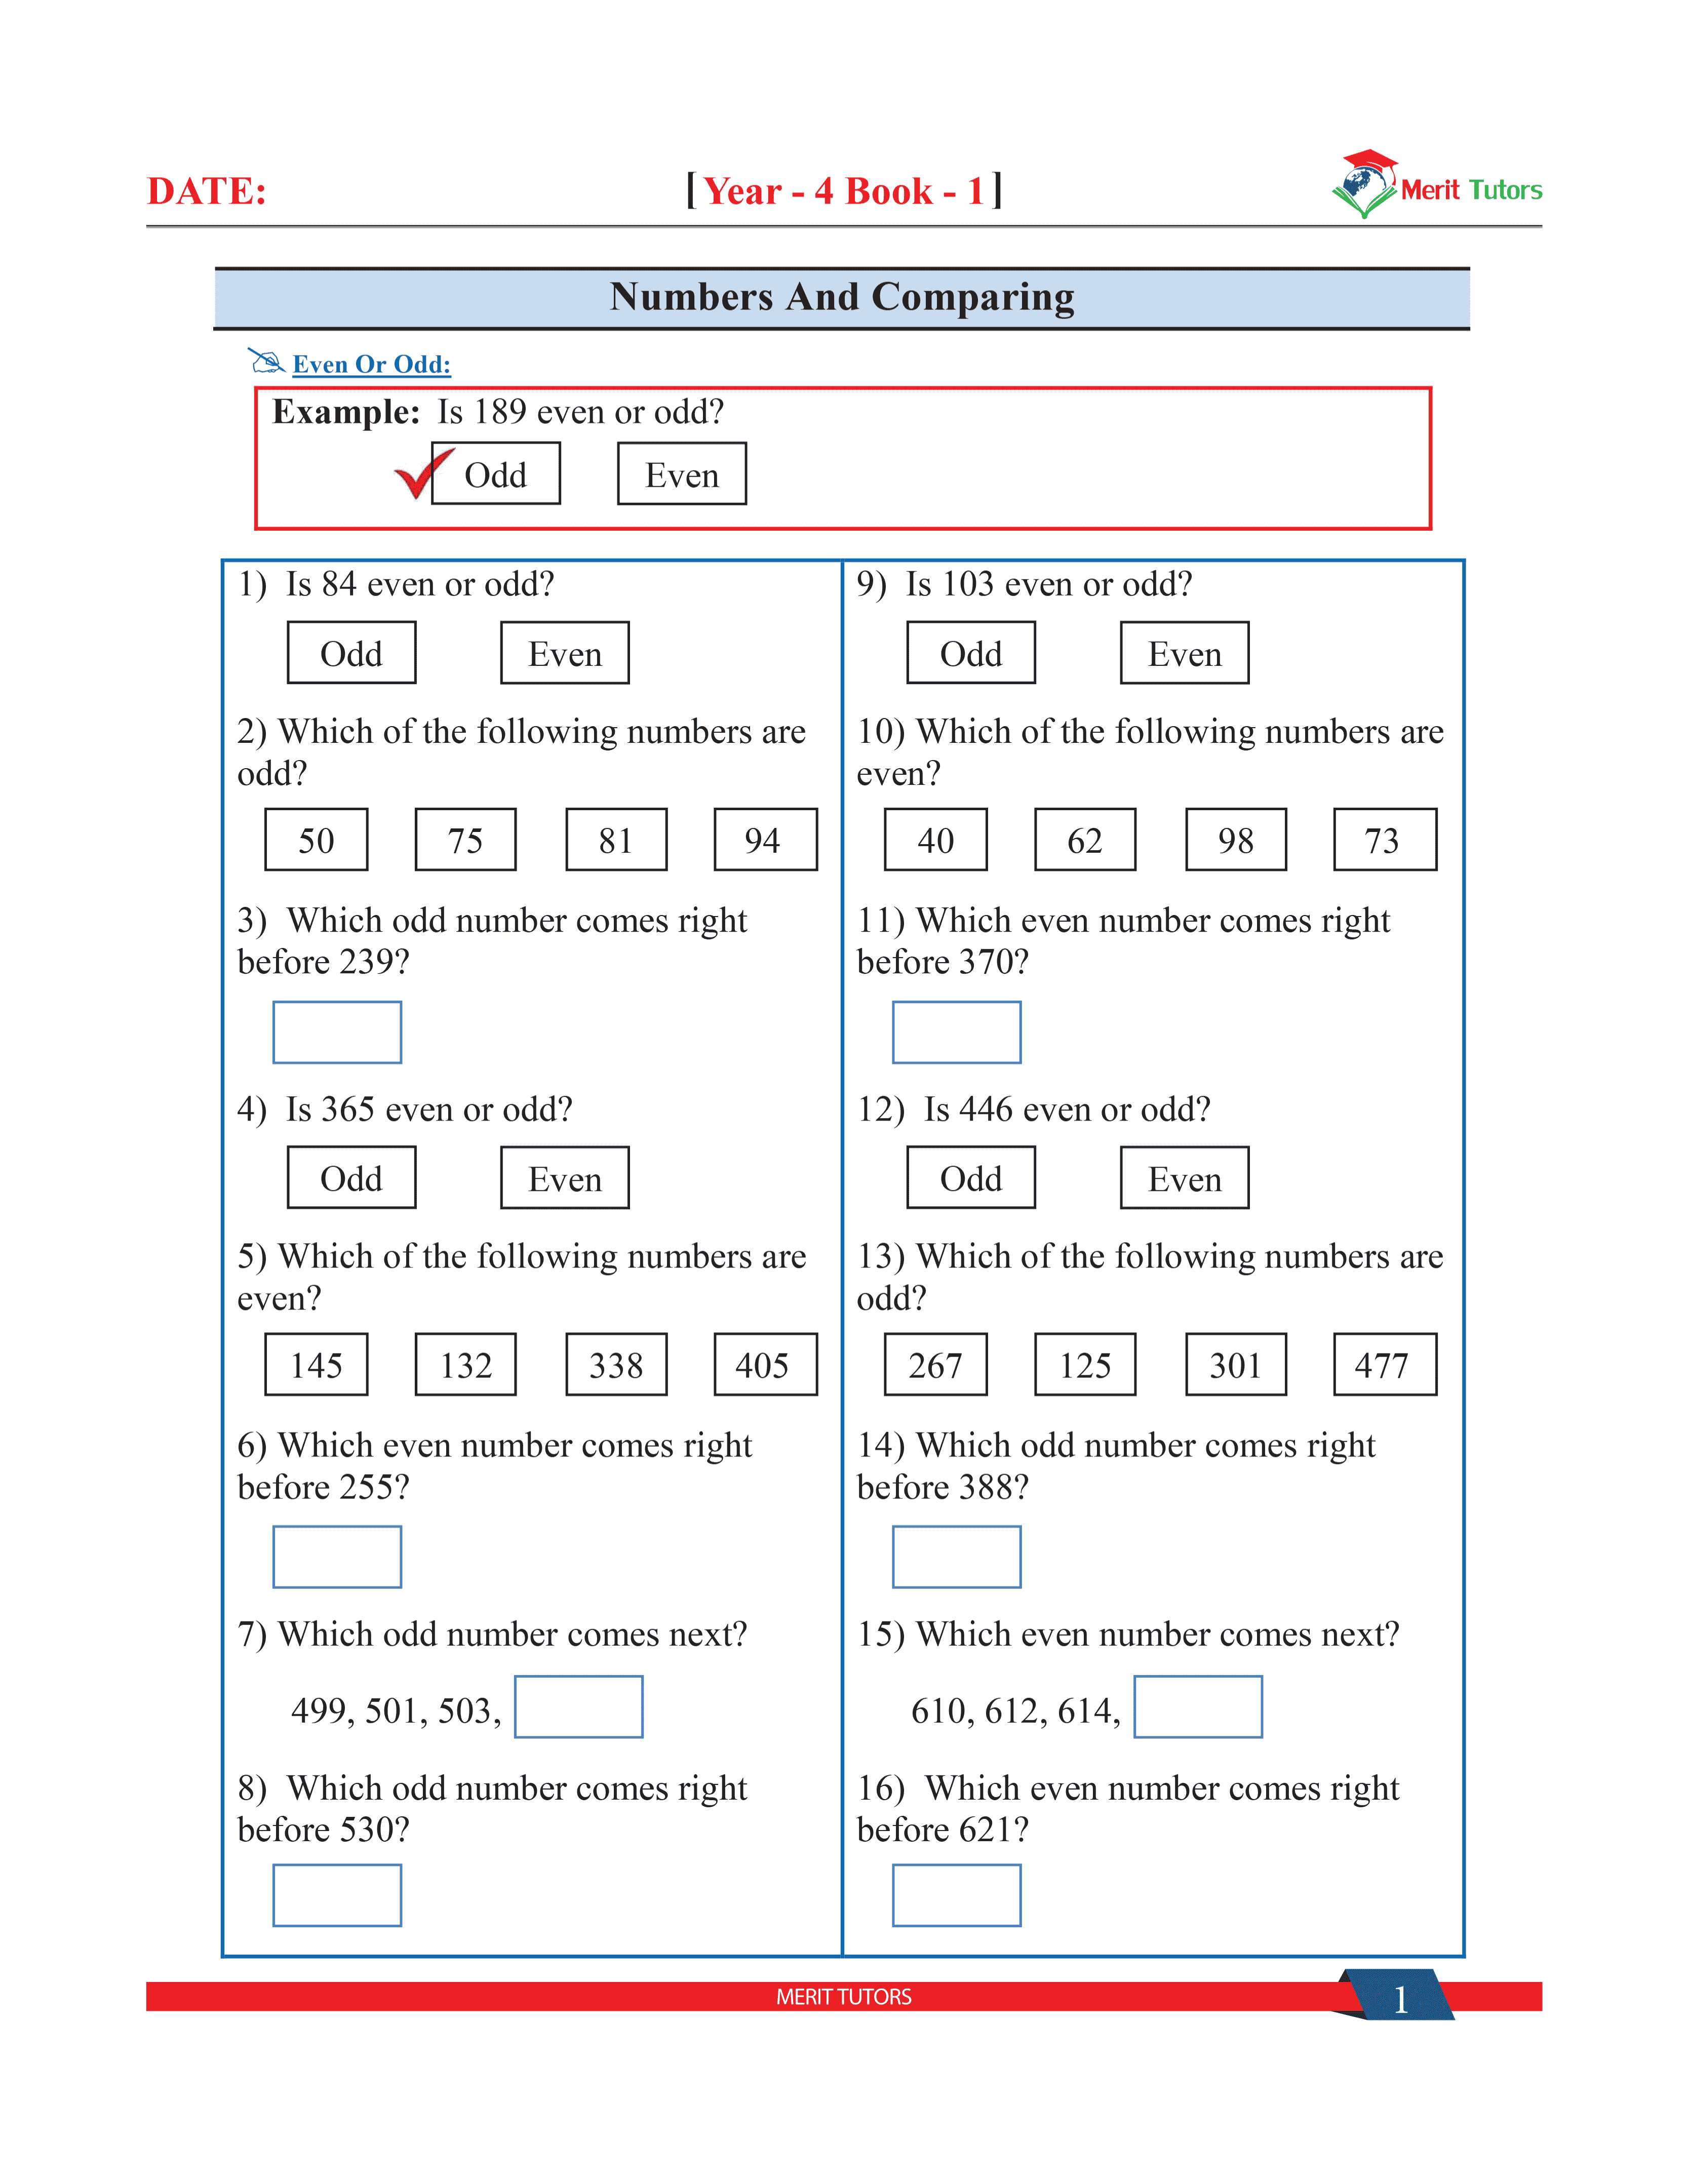 DATE:
[ Year - 4 Book - 1 ]
Merit Tutors
Numbers And Comparing
Even Or Odd:
Example: Is 189 even or odd?
Odd Even
1) Is 84 even or odd?
Odd Even
2) Which of the following numbers are
odd?
50 75 81 94
3) Which odd number comes right
before 239?
4) Is 365 even or odd?
Odd Even
5) Which of the following numbers are
even?
145 132 338 405
6) Which even number comes right
before 255?
7) Which odd number comes next?
499, 501, 503,
8) Which odd number comes right
before 530?
9) Is 103 even or odd?
Odd Even
10) Which of the following numbers are
even?
40 62 98 73
11) Which even number comes right
before 370?
12) Is 446 even or odd?
Odd Even
13) Which of the following numbers are
odd?
267 125 301 477
14) Which odd number comes right
before 388?
15) Which even number comes next?
610, 612, 614,
16) Which even number comes right
before 621?
MERIT TUTORS
1